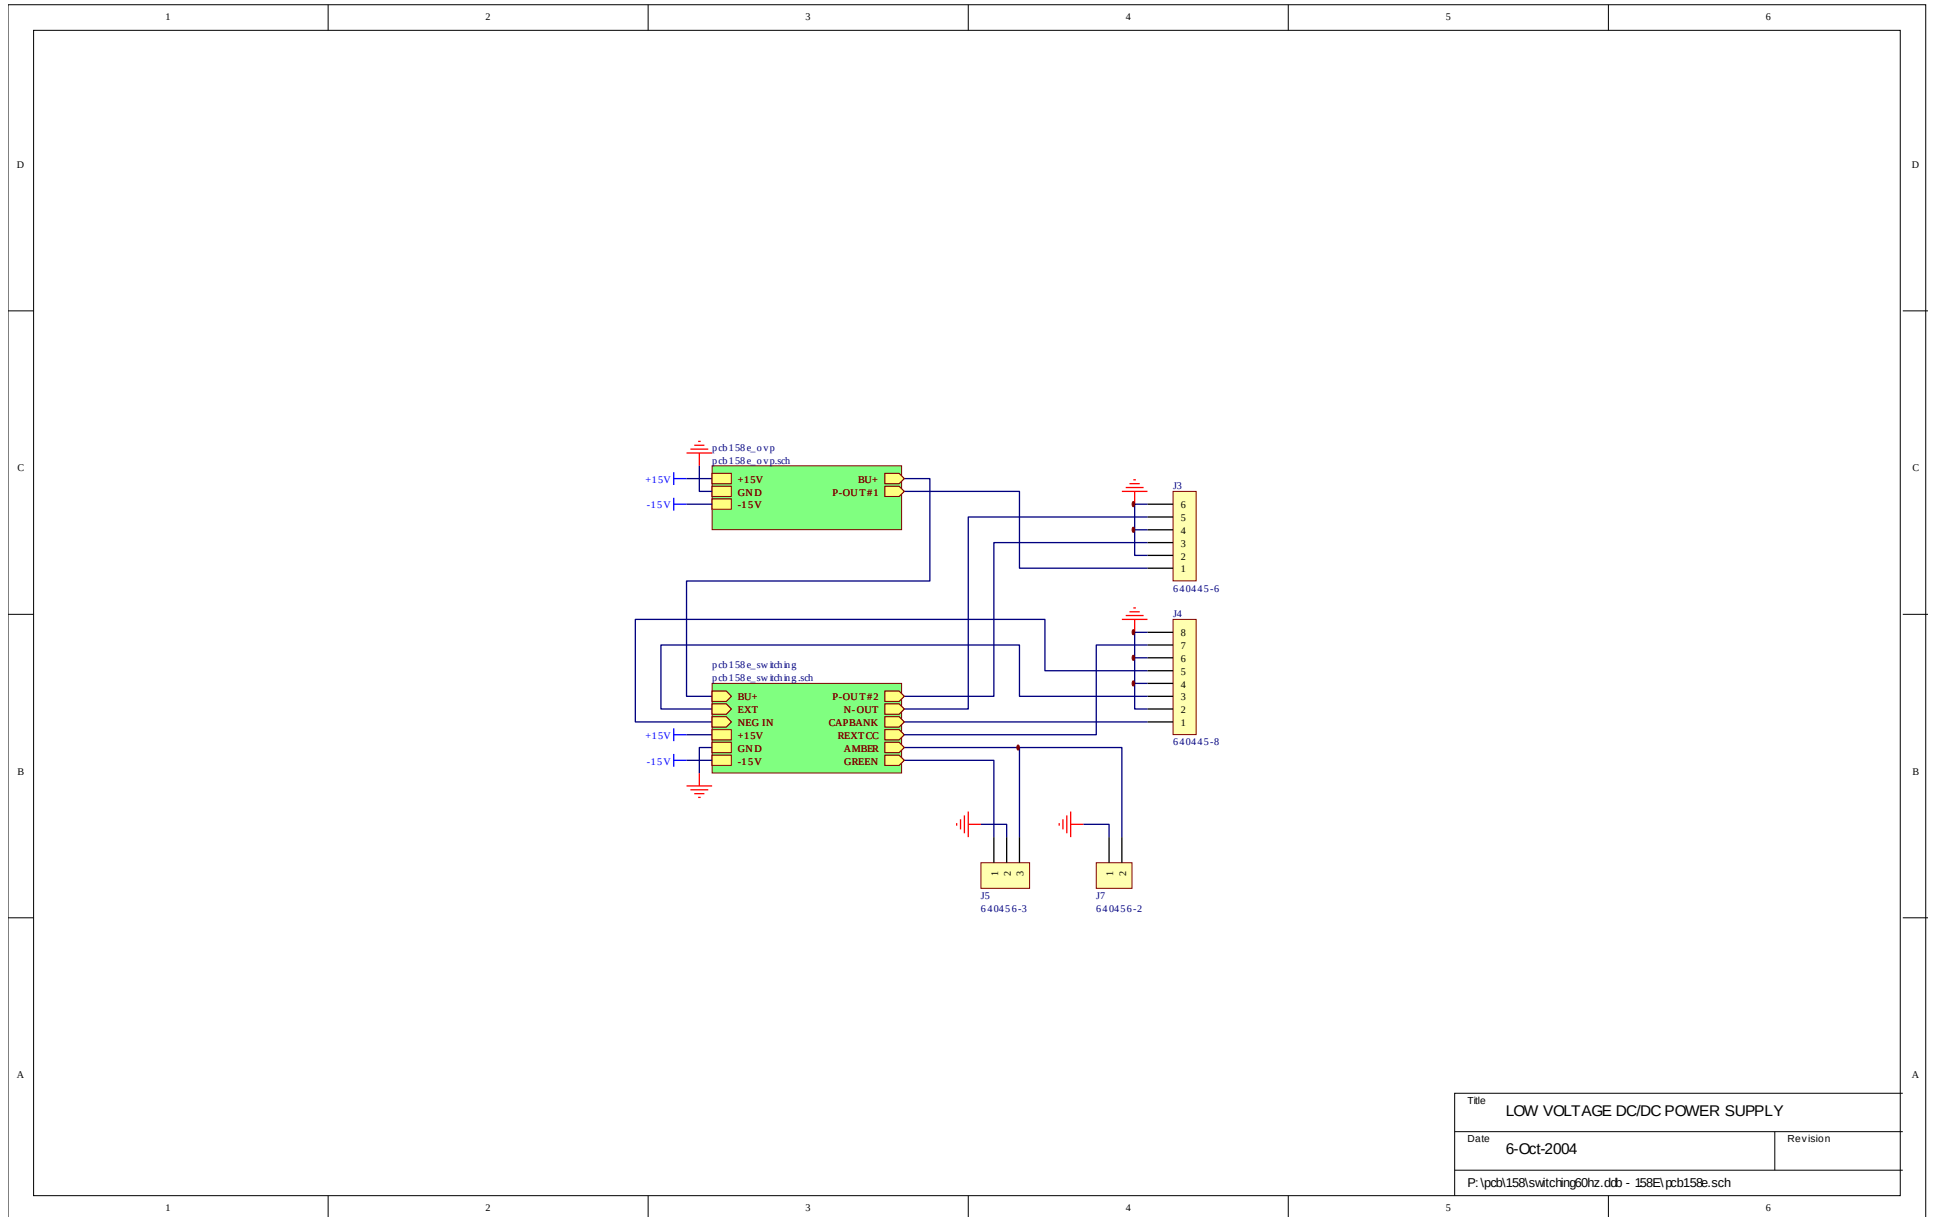 1 2 3 4 5 6
D D
C C
pcb158e_ovp
pcb158e_ovp.sch
+15V +15V BU+
GND P-OUT#1
-15V -15V
J3
6
5
4
3
2
1
640445-6
J4
8
7
6
5
4
3
2
1
640445-8
pcb158e_switching
pcb158e_switching.sch
BU+ P-OUT#2
EXT N-OUT
NEG IN CAPBANK
+15V +15V REXTCC
GND AMBER
-15V -15V GREEN
B B
1 2 3
J5
640456-3
1 2
J7
640456-2
A A
Title
LOW VOLTAGE DC/DC POWER SUPPLY
Date Revision
6-Oct-2004
P:\pcb\158\switching60hz.ddb - 158E\pcb158e.sch
1 2 3 4 5 6